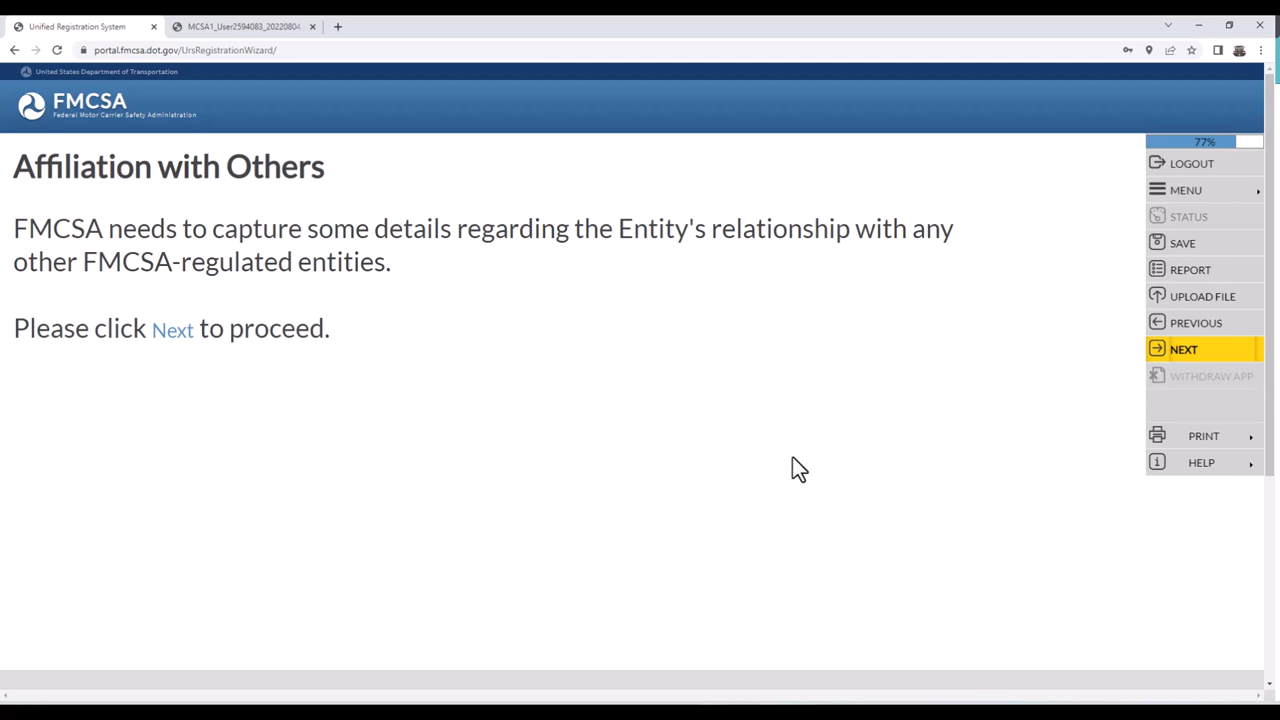 Unified Registration System
MCSA1_User2594083_20220804
portal.fmcsa.dot.gov/UrsRegistrationWizard/
United States Department of Transportation
FMCSA
Federal Motor Carrier Safety Administration
Affiliation with Others
FMCSA needs to capture some details regarding the Entity's relationship with any
other FMCSA-regulated entities.
Please click Next to proceed.
77%
LOGOUT
MENU
STATUS
SAVE
REPORT
UPLOAD FILE
PREVIOUS
NEXT
WITHDRAW APP
PRINT
HELP